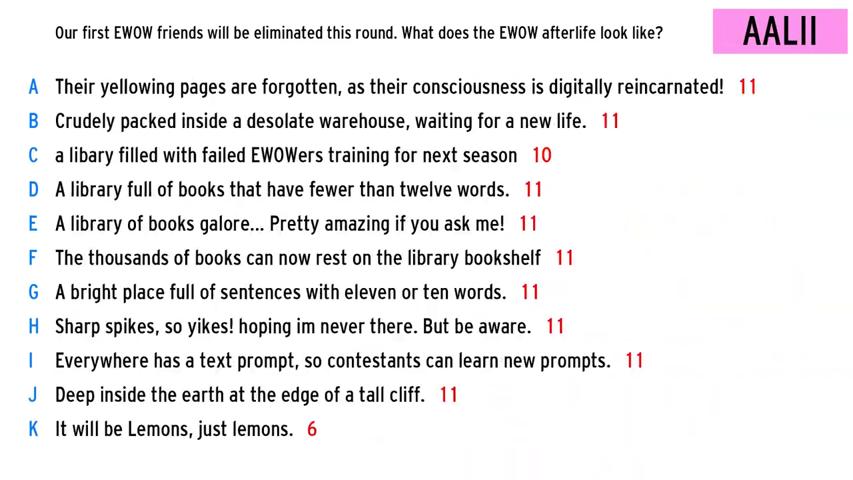 Our first EWOW friends will be eliminated this round. What does the EWOW afterlife look like?
AALII
A Their yellowing pages are forgotten, as their consciousness is digitally reincarnated! 11
B Crudely packed inside a desolate warehouse, waiting for a new life. 11
C a libary filled with failed EWOWers training for next season 10
D A library full of books that have fewer than twelve words. 11
E A library of books galore... Pretty amazing if you ask me! 11
F The thousands of books can now rest on the library bookshelf 11
G A bright place full of sentences with eleven or ten words. 11
H Sharp spikes, so yikes! hoping im never there. But be aware. 11
I Everywhere has a text prompt, so contestants can learn new prompts. 11
J Deep inside the earth at the edge of a tall cliff. 11
K It will be Lemons, just lemons. 6